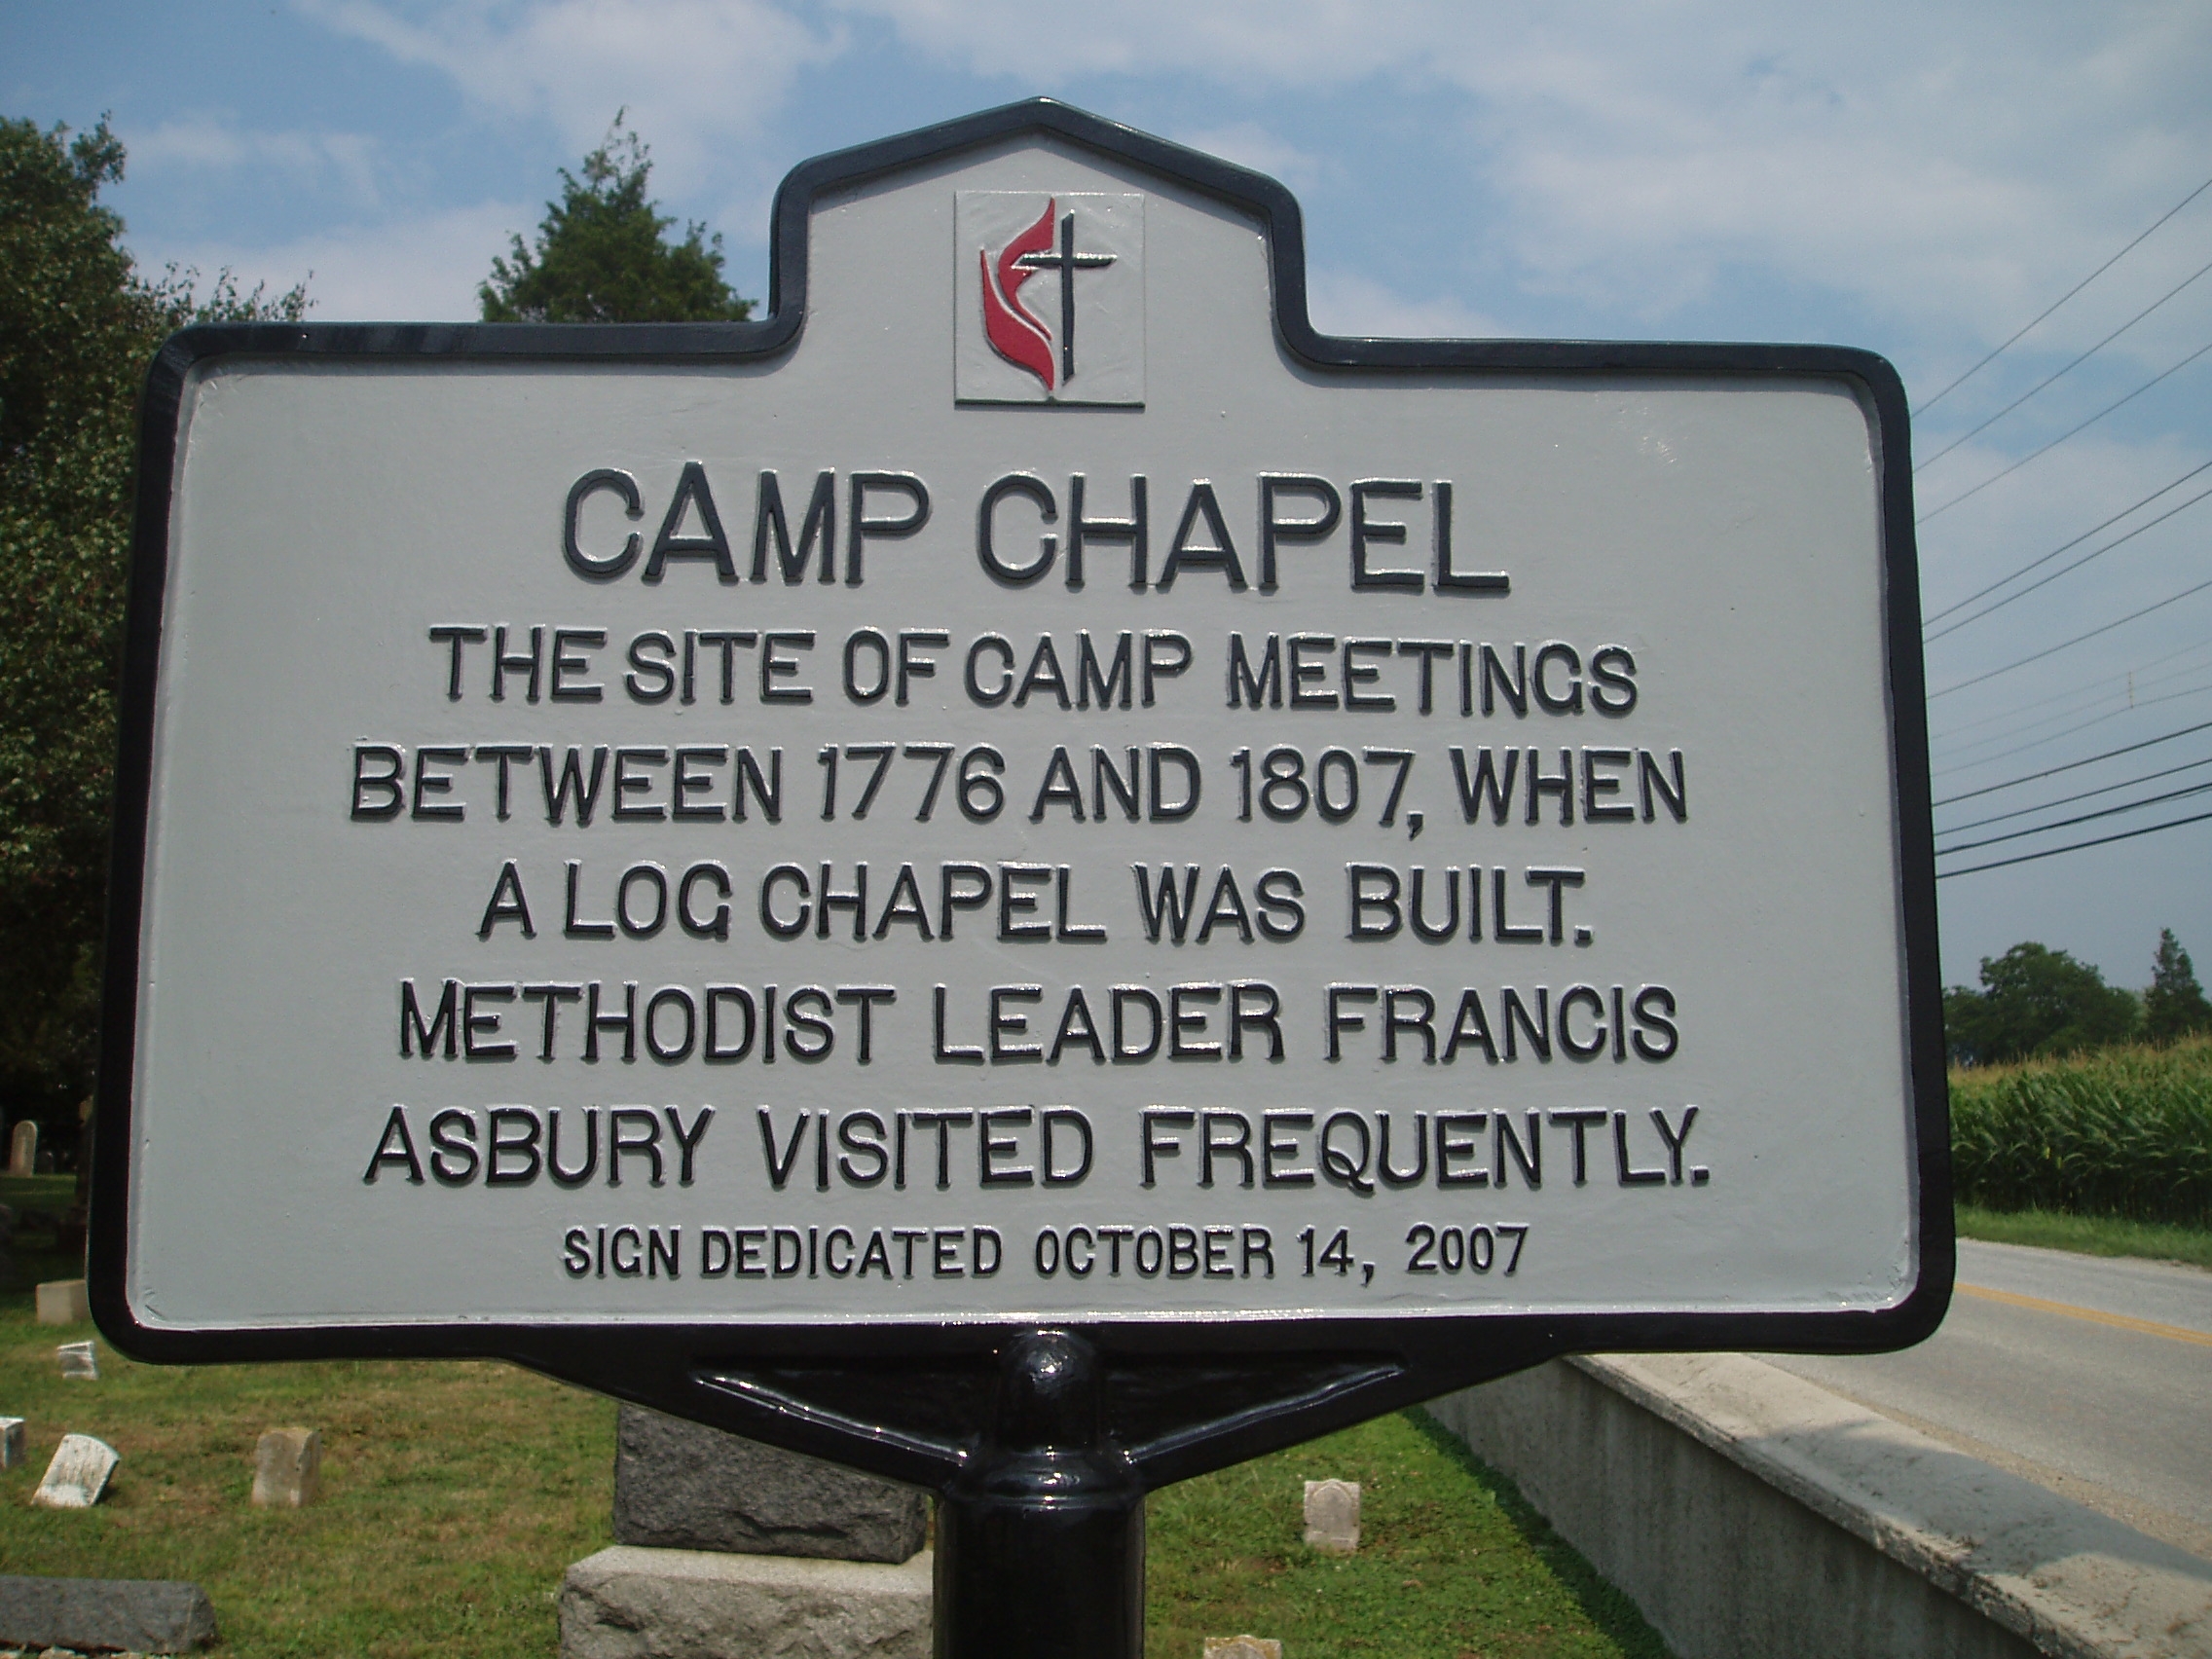 CAMP CHAPEL
THE SITE OF CAMP MEETINGS
BETWEEN 1776 AND 1807, WHEN
A LOG CHAPEL WAS BUILT.
METHODIST LEADER FRANCIS
ASBURY VISITED FREQUENTLY.
SIGN DEDICATED OCTOBER 14, 2007